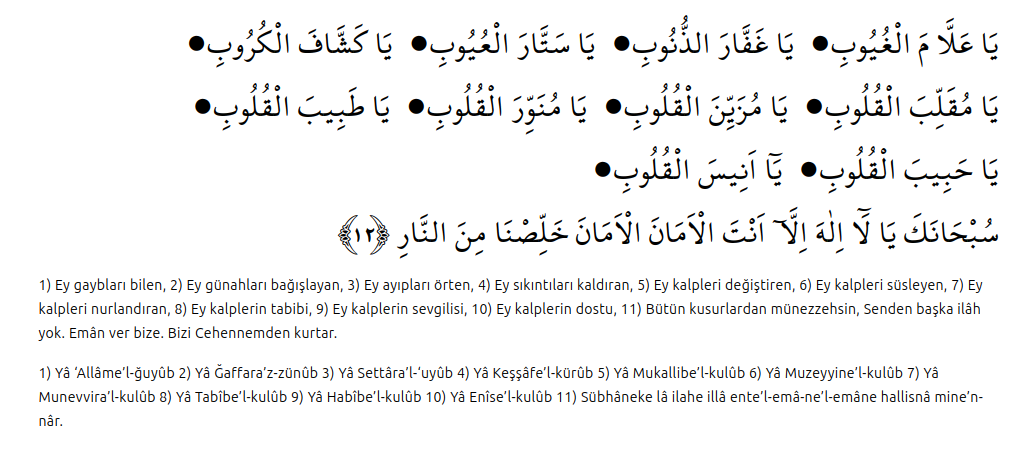 يَا عَلَّا مَ الْغُيُوبِ● يَا غَفَّارَ الذُّنُوبِ● يَا سَتَّارَ الْعُيُوبِ● يَا كَشَّافَ الْكُرُوبِ●
يَا مُقَلِّبَ الْقُلُوبِ● يَا مُزَيِّنَ الْقُلُوبِ● يَا مُنَوِّرَ الْقُلُوبِ● يَا طَبِيبَ الْقُلُوبِ●
يَا حَبِيبَ الْقُلُوبِ● يَٓا اَنِيسَ الْقُلُوبِ●
سُبْحَانَكَ يَا لَٓا اِلٰهَ اِلَّٓا اَنْتَ الْاَمَانَ الْاَمَانَ خَلِّصْنَا مِنَ النَّارِ ﴿١٢﴾
1) Ey gaybları bilen, 2) Ey günahları bağışlayan, 3) Ey ayıpları örten, 4) Ey sıkıntıları kaldıran, 5) Ey kalpleri değiştiren, 6) Ey kalpleri süsleyen, 7) Ey
kalpleri nurlandıran, 8) Ey kalplerin tabibi, 9) Ey kalplerin sevgilisi, 10) Ey kalplerin dostu, 11) Bütün kusurlardan münezzehsin, Senden başka ilâh
yok. Emân ver bize. Bizi Cehennemden kurtar.
1) Yâ ‘Allâme’l-ğuyûb 2) Yâ Ğaffara’z-zünûb 3) Yâ Settâra’l-‘uyûb 4) Yâ Keşşâfe’l-kürûb 5) Yâ Mukallibe’l-kulûb 6) Yâ Muzeyyine’l-kulûb 7) Yâ
Munevvira’l-kulûb 8) Yâ Tabîbe’l-kulûb 9) Yâ Habîbe’l-kulûb 10) Yâ Enîse’l-kulûb 11) Sübhâneke lâ ilahe illâ ente’l-emâ-ne’l-emâne hallisnâ mine’n-
nâr.